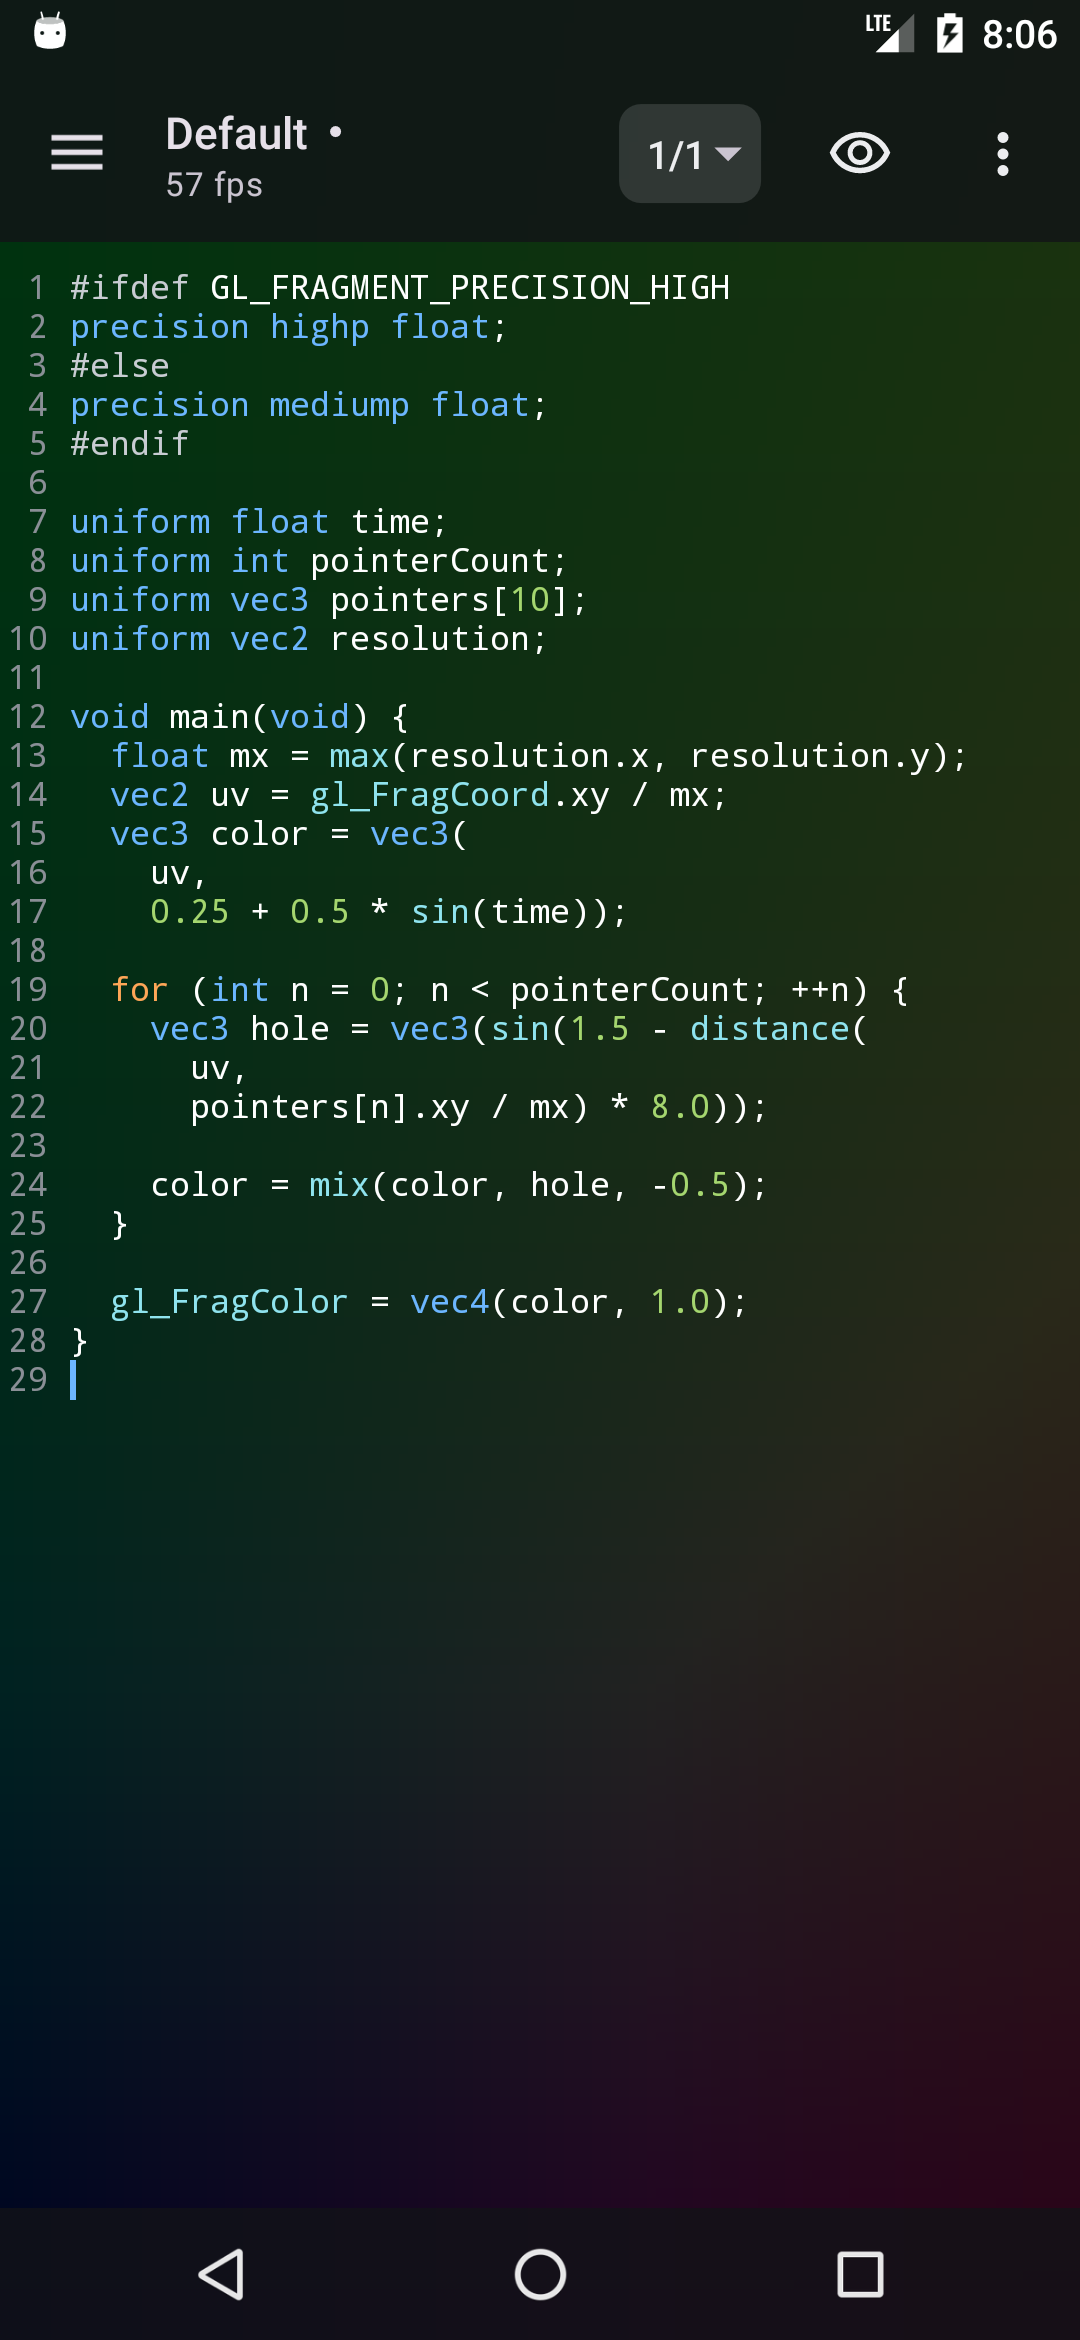 LTE 8:06
Default •
57 fps
1/1
1 #ifdef GL_FRAGMENT_PRECISION_HIGH
2 precision highp float;
3 #else
4 precision mediump float;
5 #endif
6
7 uniform float time;
8 uniform int pointerCount;
9 uniform vec3 pointers[10];
10 uniform vec2 resolution;
11
12 void main(void) {
13   float mx = max(resolution.x, resolution.y);
14   vec2 uv = gl_FragCoord.xy / mx;
15   vec3 color = vec3(
16     uv,
17     0.25 + 0.5 * sin(time));
18
19   for (int n = 0; n < pointerCount; ++n) {
20     vec3 hole = vec3(sin(1.5 - distance(
21       uv,
22       pointers[n].xy / mx) * 8.0));
23
24     color = mix(color, hole, -0.5);
25   }
26
27   gl_FragColor = vec4(color, 1.0);
28 }
29